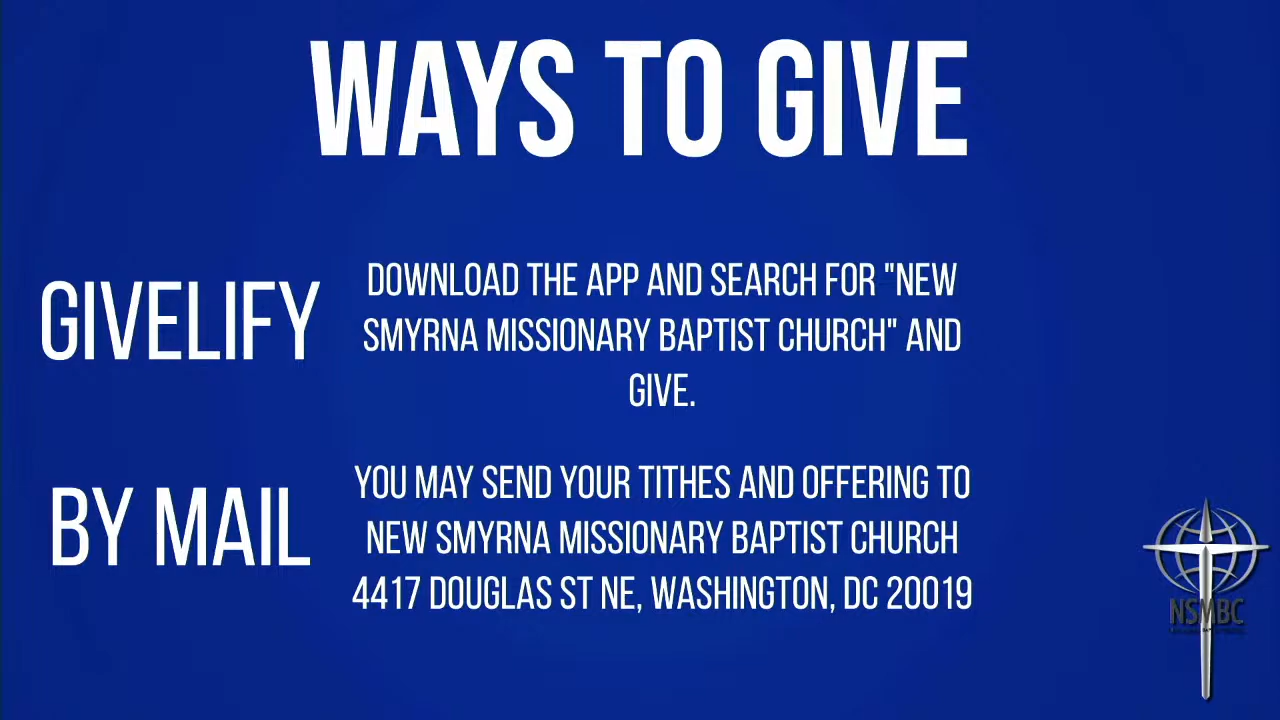 WAYS TO GIVE
GIVELIFY
DOWNLOAD THE APP AND SEARCH FOR "NEW
SMYRNA MISSIONARY BAPTIST CHURCH" AND
GIVE.
BY MAIL
YOU MAY SEND YOUR TITHES AND OFFERING TO
NEW SMYRNA MISSIONARY BAPTIST CHURCH
4417 DOUGLAS ST NE, WASHINGTON, DC 20019
NSMBC